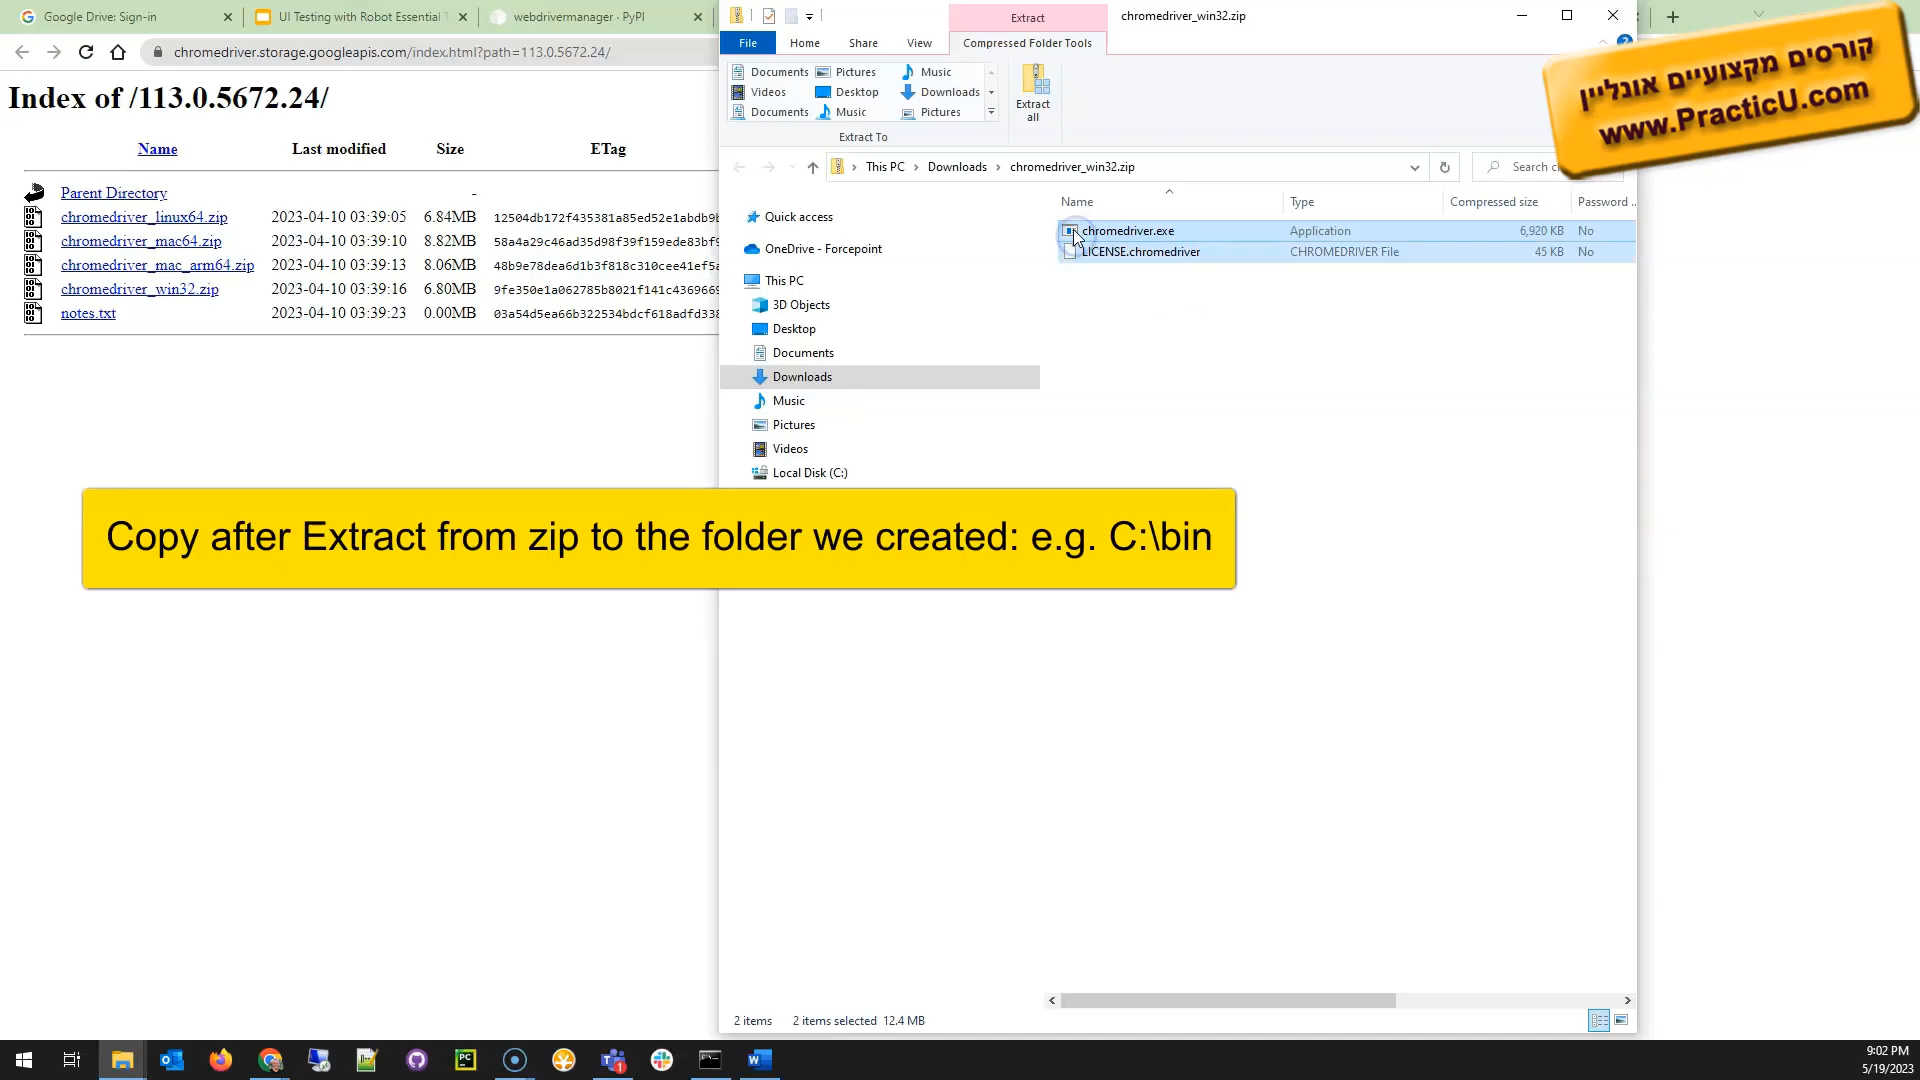 Google Drive: Sign-in
UI Testing with Robot Essential T
webdrivermanager · PyPI
chromedriver.storage.googleapis.com/index.html?path=113.0.5672.24/
Index of /113.0.5672.24/
Name Last modified Size ETag
Parent Directory -
chromedriver_linux64.zip 2023-04-10 03:39:05 6.84MB 12504db172f435381a85ed52e1abdb9b
chromedriver_mac64.zip 2023-04-10 03:39:10 8.82MB 58a4a29c46ad35d98f39f159ede83bf9
chromedriver_mac_arm64.zip 2023-04-10 03:39:13 8.06MB 48b9e78dea6d1b3f818c310cee41ef5a
chromedriver_win32.zip 2023-04-10 03:39:16 6.80MB 9fe350e1a062785b8021f141c4369669
notes.txt 2023-04-10 03:39:23 0.00MB 03a54d5ea66b322534bdcf618adfd338
Extract chromedriver_win32.zip
File Home Share View Compressed Folder Tools
Documents Pictures Music
Videos Desktop Downloads
Documents Music Pictures
Extract To
Extract
all
This PC > Downloads > chromedriver_win32.zip
Search c
Name Type Compressed size Password ..
chromedriver.exe Application 6,920 KB No
LICENSE.chromedriver CHROMEDRIVER File 45 KB No
Quick access
OneDrive - Forcepoint
This PC
3D Objects
Desktop
Documents
Downloads
Music
Pictures
Videos
Local Disk (C:)
קורסים מקצועיים אונליין
www.PracticU.com
Copy after Extract from zip to the folder we created: e.g. C:\bin
2 items 2 items selected 12.4 MB
9:02 PM
5/19/2023